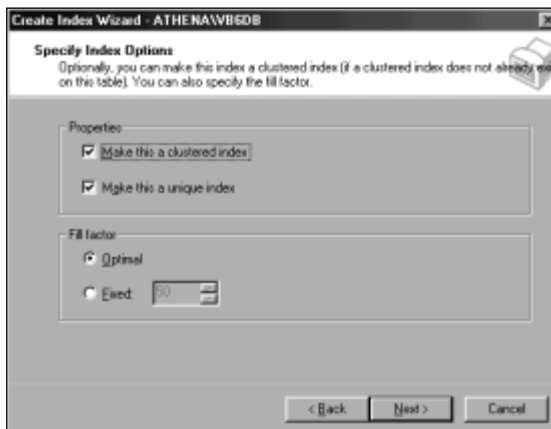 Create Index Wizard - ATHENA\VB6DB
Specify Index Options
Optionally, you can make this index a clustered index (if a clustered index does not already
on this table). You can also specify the fill factor.
Properties
Make this a clustered index
Make this a unique index
Fill factor
Optimal
Fixed:
< Back Next > Cancel